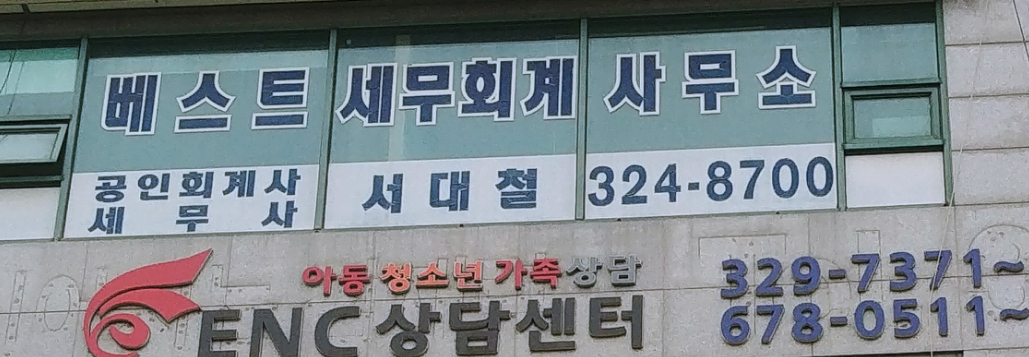 베스트 세무회계 사무소
공인회계사
세무사
서대철
324-8700
아동 청소년 가족상담
ENC 상담센터
329-7371~
678-0511~